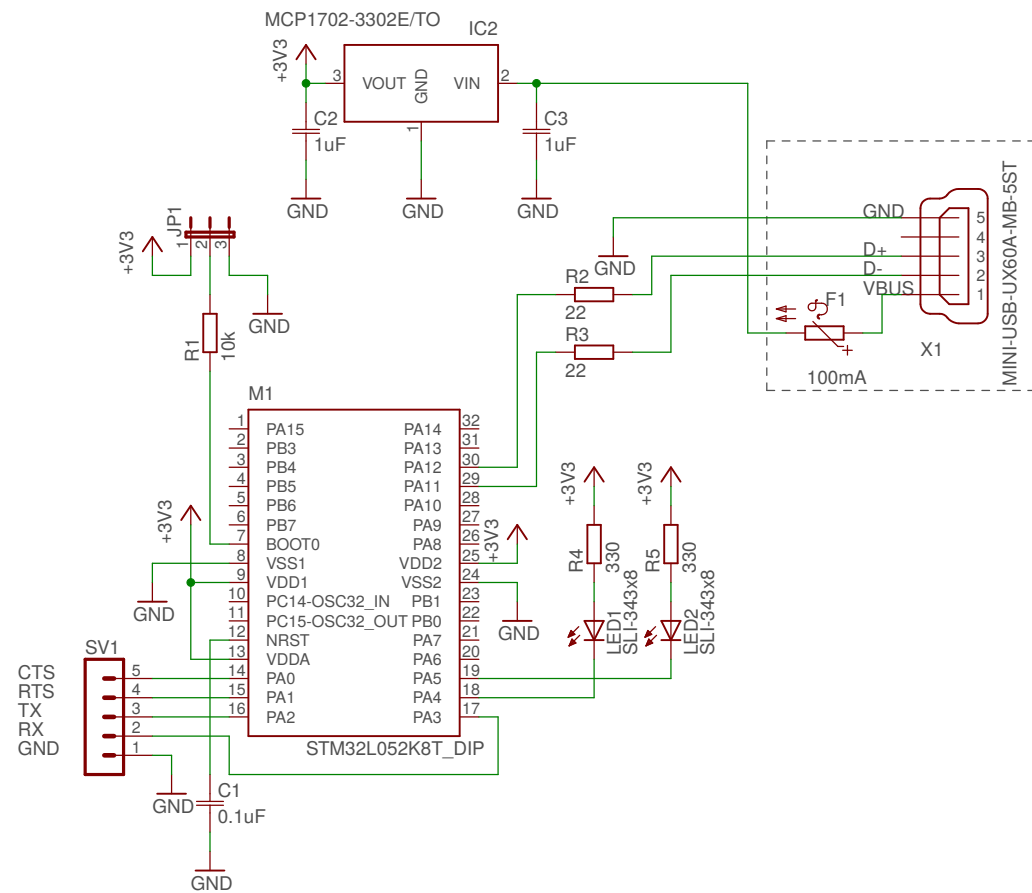 MCP1702-3302E/TO
IC2
+3V3
3
VOUT
GND
VIN
2
1
C2
1uF
C3
1uF
GND
GND
GND
MINI-USB-UX60A-MB-5ST
GND
5
4
D+
3
D-
2
VBUS
1
X1
F1
100mA
GND
JP1
1
2
3
+3V3
GND
R1
10k
R2
22
R3
22
M1
1 PA15
2 PB3
3 PB4
4 PB5
5 PB6
6 PB7
7 BOOT0
8 VSS1
9 VDD1
10 PC14-OSC32_IN
11 PC15-OSC32_OUT
12 NRST
13 VDDA
14 PA0
15 PA1
16 PA2
PA14 32
PA13 31
PA12 30
PA11 29
PA10 28
PA9 27
PA8 26
VDD2 25
VSS2 24
PB1 23
PB0 22
PA7 21
PA6 20
PA5 19
PA4 18
PA3 17
STM32L052K8T_DIP
+3V3
GND
+3V3
GND
+3V3
R4
330
LED1
SLI-343x8
+3V3
R5
330
LED2
SLI-343x8
SV1
CTS
5
RTS
4
TX
3
RX
2
GND
1
GND
C1
0.1uF
GND